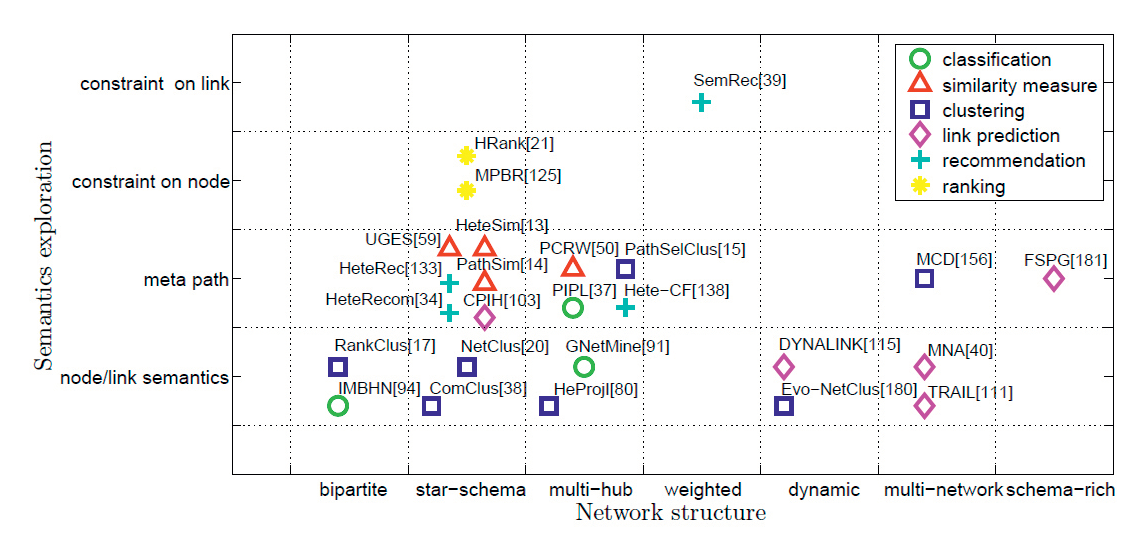 constraint on link
SemRec[39]
classification
similarity measure
clustering
link prediction
recommendation
ranking
HRank[21]
constraint on node
MPBR[125]
HeteSim[13]
UGES[59]
PCRW[50]
PathSelClus[15]
HeteRec[133]
PathSim[14]
MCD[156]
FSPG[181]
meta path
HeteRecom[34]
CPIH[103]
PIPL[37]
Hete−CF[138]
RankClus[17]
NetClus[20]
GNetMine[91]
DYNALINK[115]
MNA[40]
node/link semantics
IMBHN[94]
ComClus[38]
HeProjI[80]
Evo−NetClus[180]
TRAIL[111]
Semantics exploration
bipartite
star−schema
multi−hub
weighted
dynamic
multi−network
schema−rich
Network structure